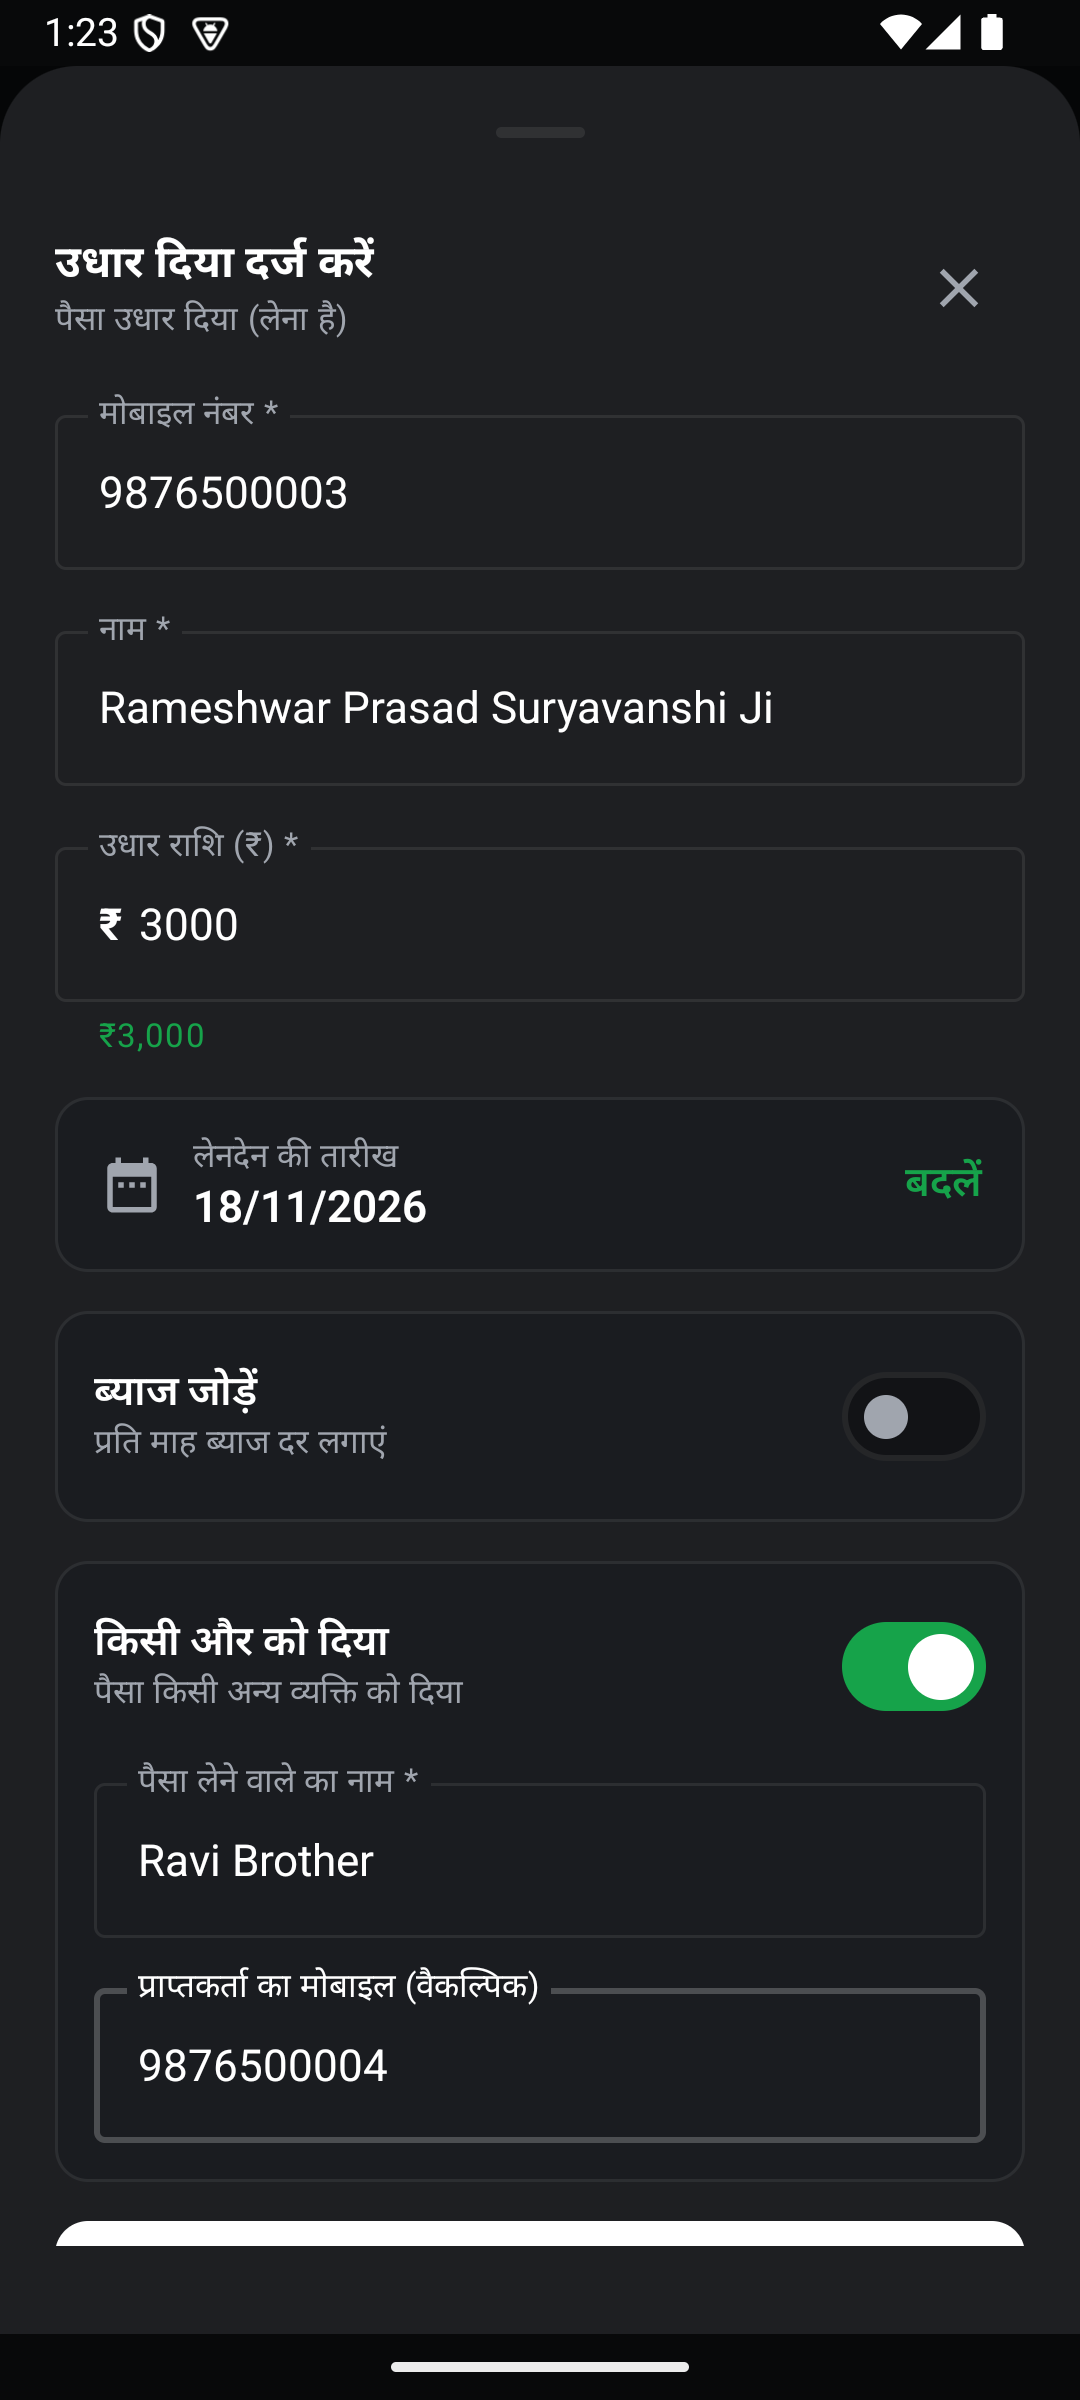 1:23
उधार दिया दर्ज करें
पैसा उधार दिया (लेना है)
मोबाइल नंबर *
9876500003
नाम *
Rameshwar Prasad Suryavanshi Ji
उधार राशि (₹) *
₹ 3000
₹3,000
लेनदेन की तारीख
18/11/2026
बदलें
ब्याज जोड़ें
प्रति माह ब्याज दर लगाएं
किसी और को दिया
पैसा किसी अन्य व्यक्ति को दिया
पैसा लेने वाले का नाम *
Ravi Brother
प्राप्तकर्ता का मोबाइल (वैकल्पिक)
9876500004